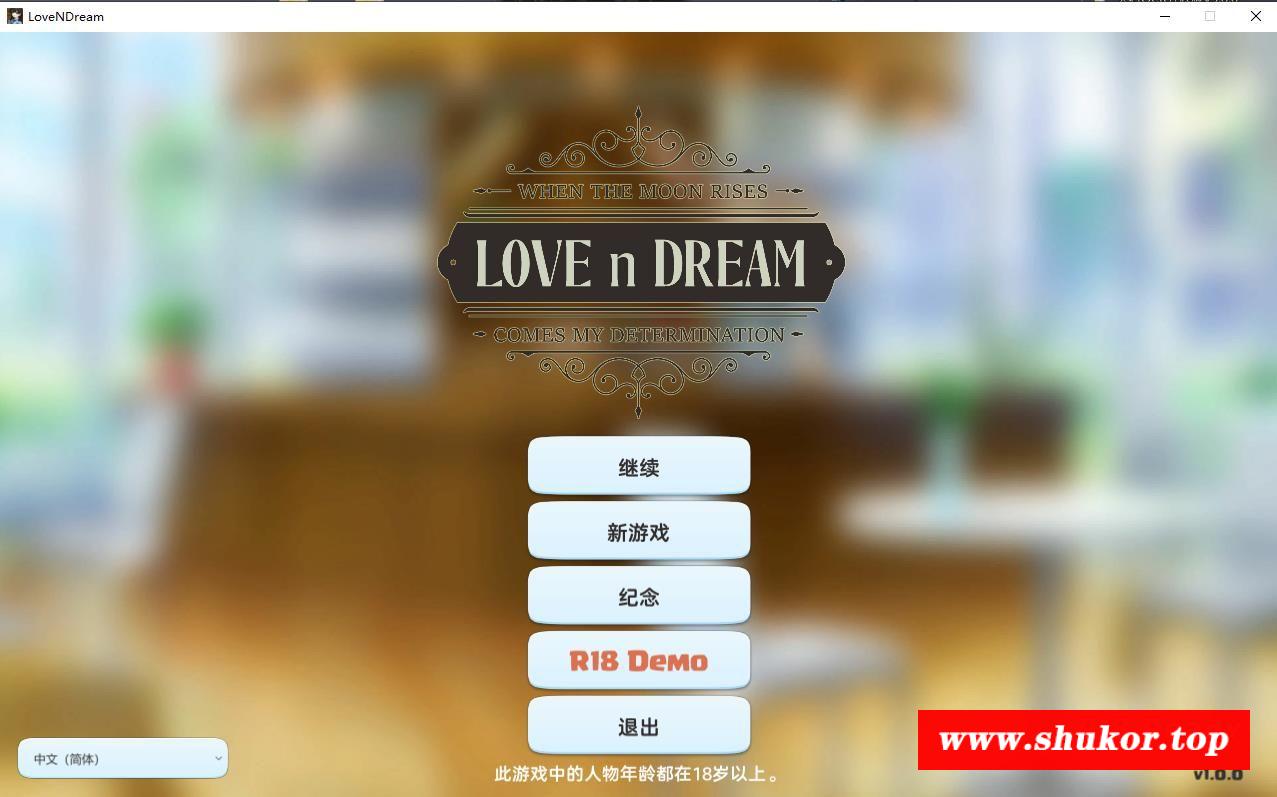 LoveNDream
WHEN THE MOON RISES
LOVE n DREAM
COMES MY DETERMINATION
继续
新游戏
纪念
R18 Demo
退出
www.shukor.top
中文（简体）
此游戏中的人物年龄都在18岁以上。
v1.0.0